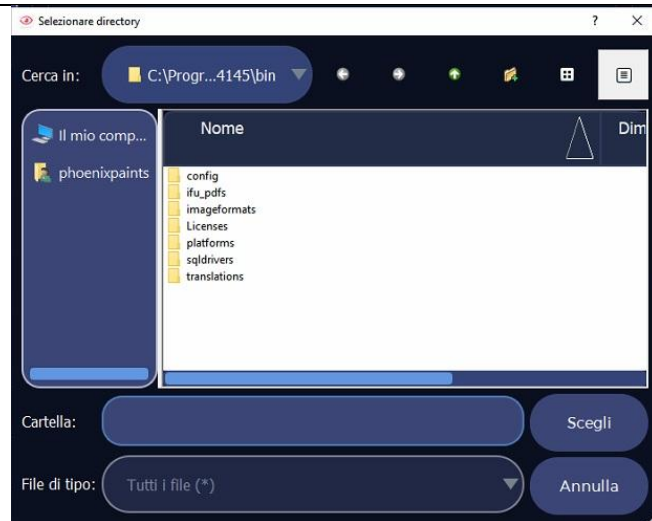 Selezionare directory
?
Cerca in:
C:\Progr...4145\bin
Il mio comp...
phoenixpaints
Nome
Dim
config
ifu_pdfs
imageformats
Licenses
platforms
sqldrivers
translations
Cartella:
Scegli
File di tipo:
Tutti i file (*)
Annulla